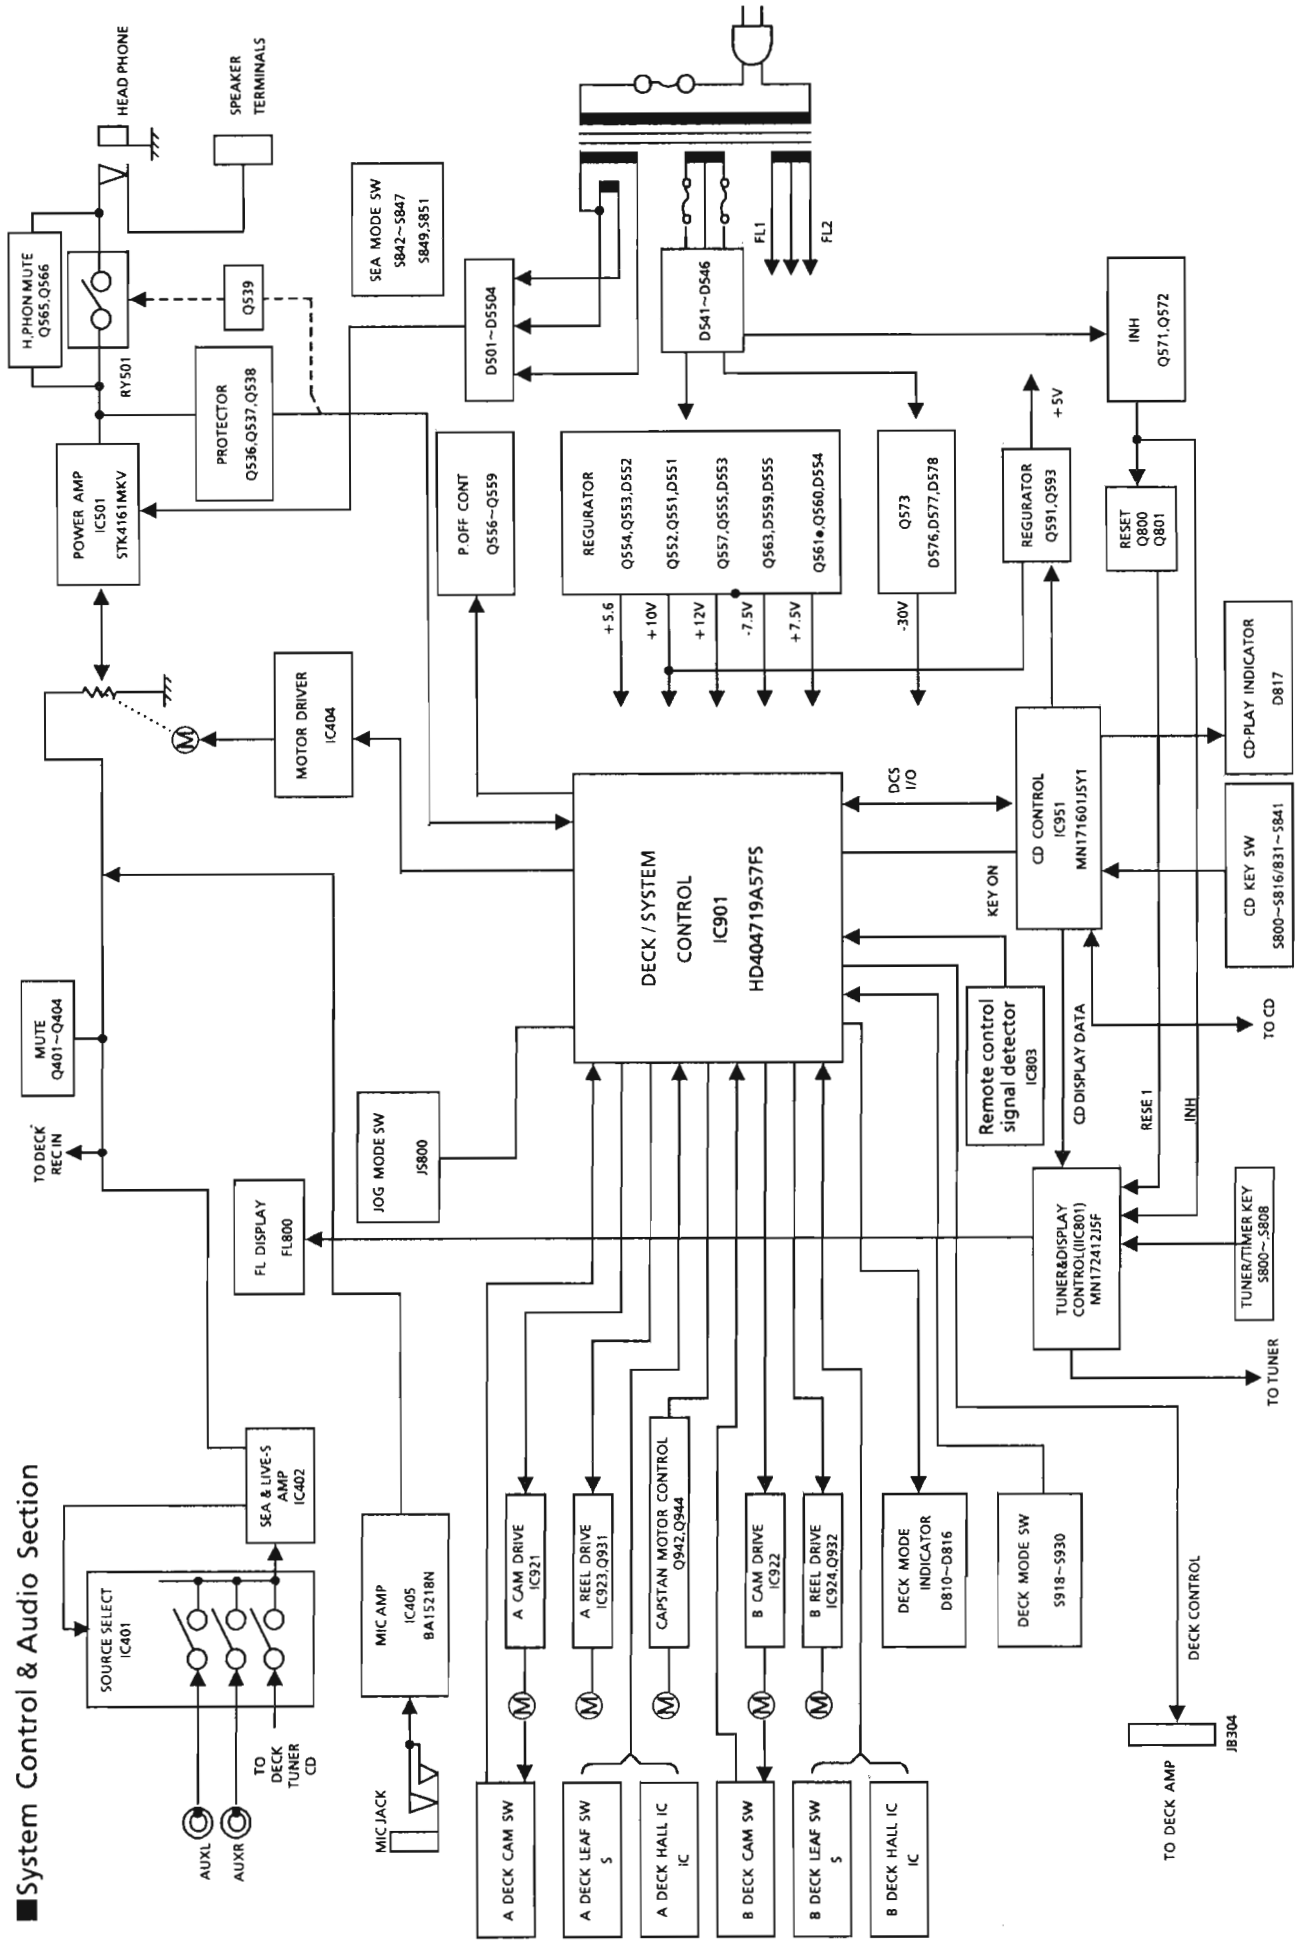 ■System Control & Audio Section
AUXL
AUXR
TO
DECK
TUNER
CD
SOURCE SELECT
IC401
SEA & LIVE-S
AMP
IC402
TO DECK
REC IN
MUTE
Q401~Q404
POWER AMP
IC501
STK4161MKV
H.PHON MUTE
Q565,Q566
RY501
HEAD PHONE
SPEAKER
TERMINALS
PROTECTOR
Q536,Q537,Q538
Q539
MOTOR DRIVER
IC404
M
FL DISPLAY
FL800
MIC JACK
MIC AMP
IC405
BA15218N
JOG MODE SW
JS800
SEA MODE SW
S842~S847
S849,S851
P.OFF CONT
Q556~Q559
D501~D5504
A DECK CAM SW
M
A CAM DRIVE
IC921
A DECK LEAF SW
S
M
A REEL DRIVE
IC923,Q931
A DECK HALL IC
IC
M
CAPSTAN MOTOR CONTROL
Q942,Q944
B DECK CAM SW
M
B CAM DRIVE
IC922
B DECK LEAF SW
S
M
B REEL DRIVE
IC924,Q932
B DECK HALL IC
IC
DECK MODE
INDICATOR
D810~D816
DECK MODE SW
S918~S930
DECK / SYSTEM
CONTROL
IC901
HD404719A57FS
REGURATOR
Q554,Q553,D552
Q552,Q551,D551
Q557,Q555,D553
Q563,D559,D555
Q561●,Q560,D554
+5.6
+10V
+12V
-7.5V
+7.5V
D541~D546
FL1
FL2
Q573
D576,D577,D578
-30V
REGURATOR
Q591,Q593
+5V
INH
Q571,Q572
RESET
Q800
Q801
DCS
I/O
KEY ON
CD CONTROL
IC951
MN171601JSY1
Remote control
signal detector
IC803
CD DISPLAY DATA
RESE 1
INH
TO CD
CD KEY SW
S800~S816/831~S841
CD-PLAY INDICATOR
D817
TUNER&DISPLAY
CONTROL(IIC801)
MN172412JSF
TUNER/TIMER KEY
S800~,S808
TO TUNER
DECK CONTROL
TO DECK AMP
JB304